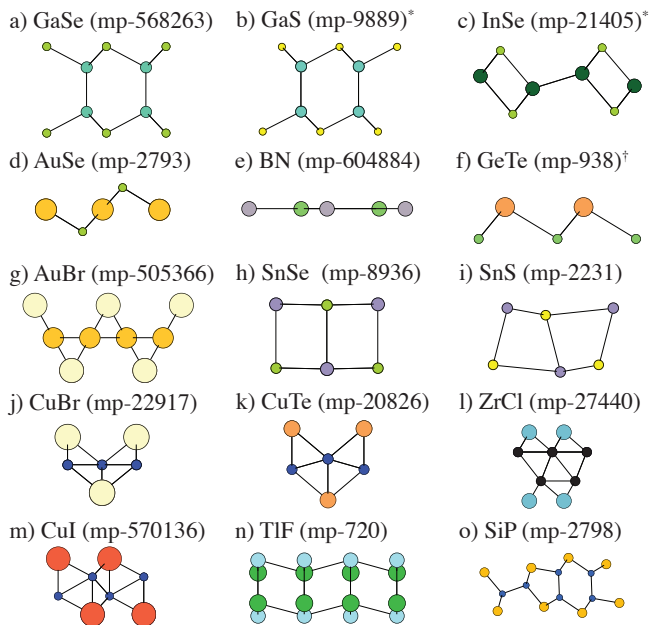 a) GaSe (mp-568263) b) GaS (mp-9889)* c) InSe (mp-21405)*
d) AuSe (mp-2793) e) BN (mp-604884) f) GeTe (mp-938)†
g) AuBr (mp-505366) h) SnSe (mp-8936) i) SnS (mp-2231)
j) CuBr (mp-22917) k) CuTe (mp-20826) l) ZrCl (mp-27440)
m) CuI (mp-570136) n) TlF (mp-720) o) SiP (mp-2798)